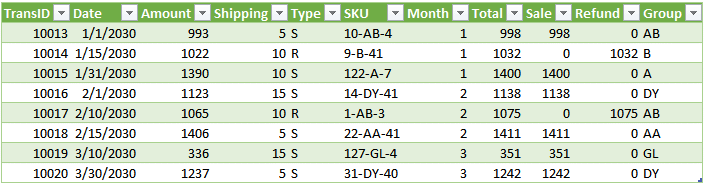 TransID Date Amount Shipping Type SKU Month Total Sale Refund Group
10013 1/1/2030 993 5 S 10-AB-4 1 998 998 0 AB
10014 1/15/2030 1022 10 R 9-B-41 1 1032 0 1032 B
10015 1/31/2030 1390 10 S 122-A-7 1 1400 1400 0 A
10016 2/1/2030 1123 15 S 14-DY-41 2 1138 1138 0 DY
10017 2/10/2030 1065 10 R 1-AB-3 2 1075 0 1075 AB
10018 2/15/2030 1406 5 S 22-AA-41 2 1411 1411 0 AA
10019 3/10/2030 336 15 S 127-GL-4 3 351 351 0 GL
10020 3/30/2030 1237 5 S 31-DY-40 3 1242 1242 0 DY